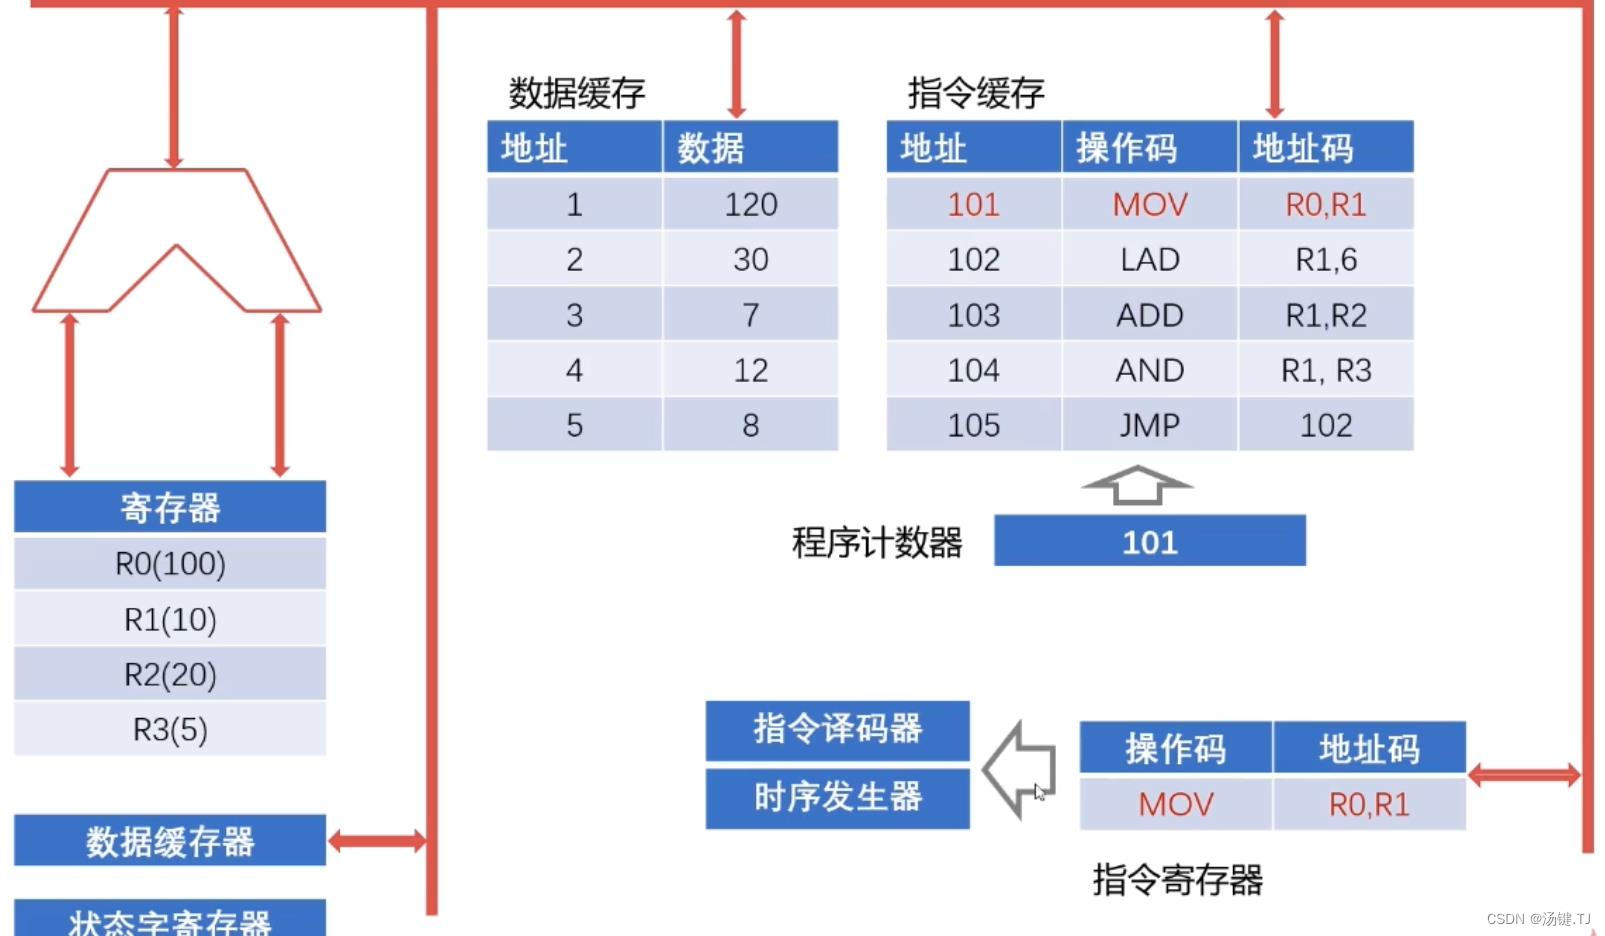 数据缓存
地址 数据
1 120
2 30
3 7
4 12
5 8
指令缓存
地址 操作码 地址码
101 MOV R0,R1
102 LAD R1,6
103 ADD R1,R2
104 AND R1, R3
105 JMP 102
程序计数器 101
寄存器
R0(100)
R1(10)
R2(20)
R3(5)
数据缓存器
状态字寄存器
指令译码器
时序发生器
操作码 地址码
MOV R0,R1
指令寄存器
CSDN @汤键.TJ